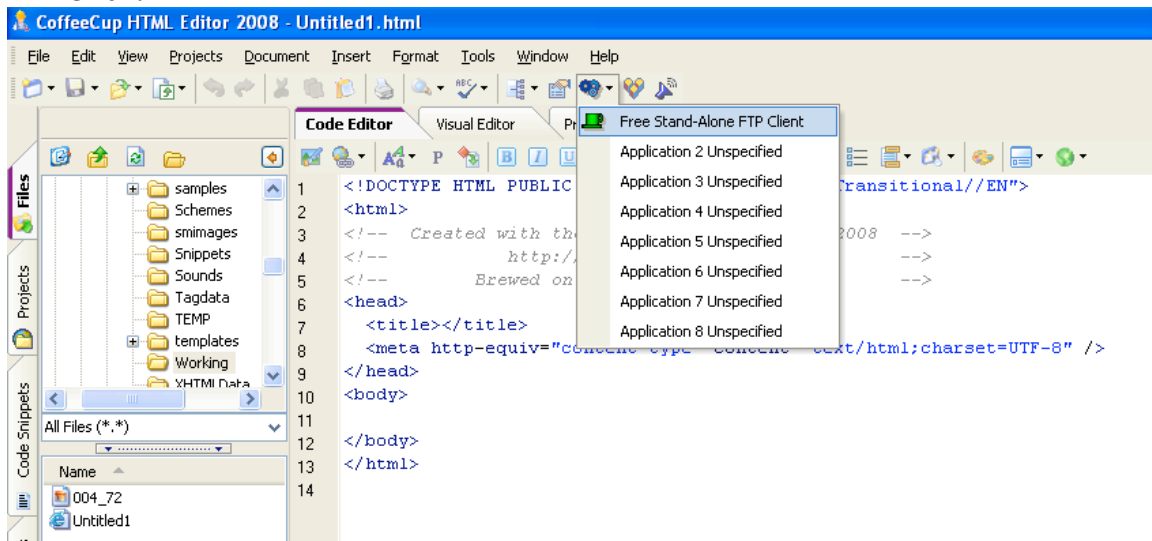 CoffeeCup HTML Editor 2008 - Untitled1.html
File Edit View Projects Document Insert Format Tools Window Help
ABC
Code Editor Visual Editor
Free Stand-Alone FTP Client
Application 2 Unspecified
Application 3 Unspecified
Application 4 Unspecified
Application 5 Unspecified
Application 6 Unspecified
Application 7 Unspecified
Application 8 Unspecified
Files
Projects
Code Snippets
samples
Schemes
smimages
Snippets
Sounds
Tagdata
TEMP
templates
Working
XHTMLData
All Files (*.*)
Name
004_72
Untitled1
P B I U
1 <!DOCTYPE HTML PUBLIC Transitional//EN">
2 <html>
3 <!-- Created with 2008 -->
4 <!-- http:/ -->
5 <!-- Brewed on -->
6 <head>
7 <title></title>
8 <meta http-equiv="content-type" content="text/html;charset=UTF-8" />
9 </head>
10 <body>
11
12 </body>
13 </html>
14